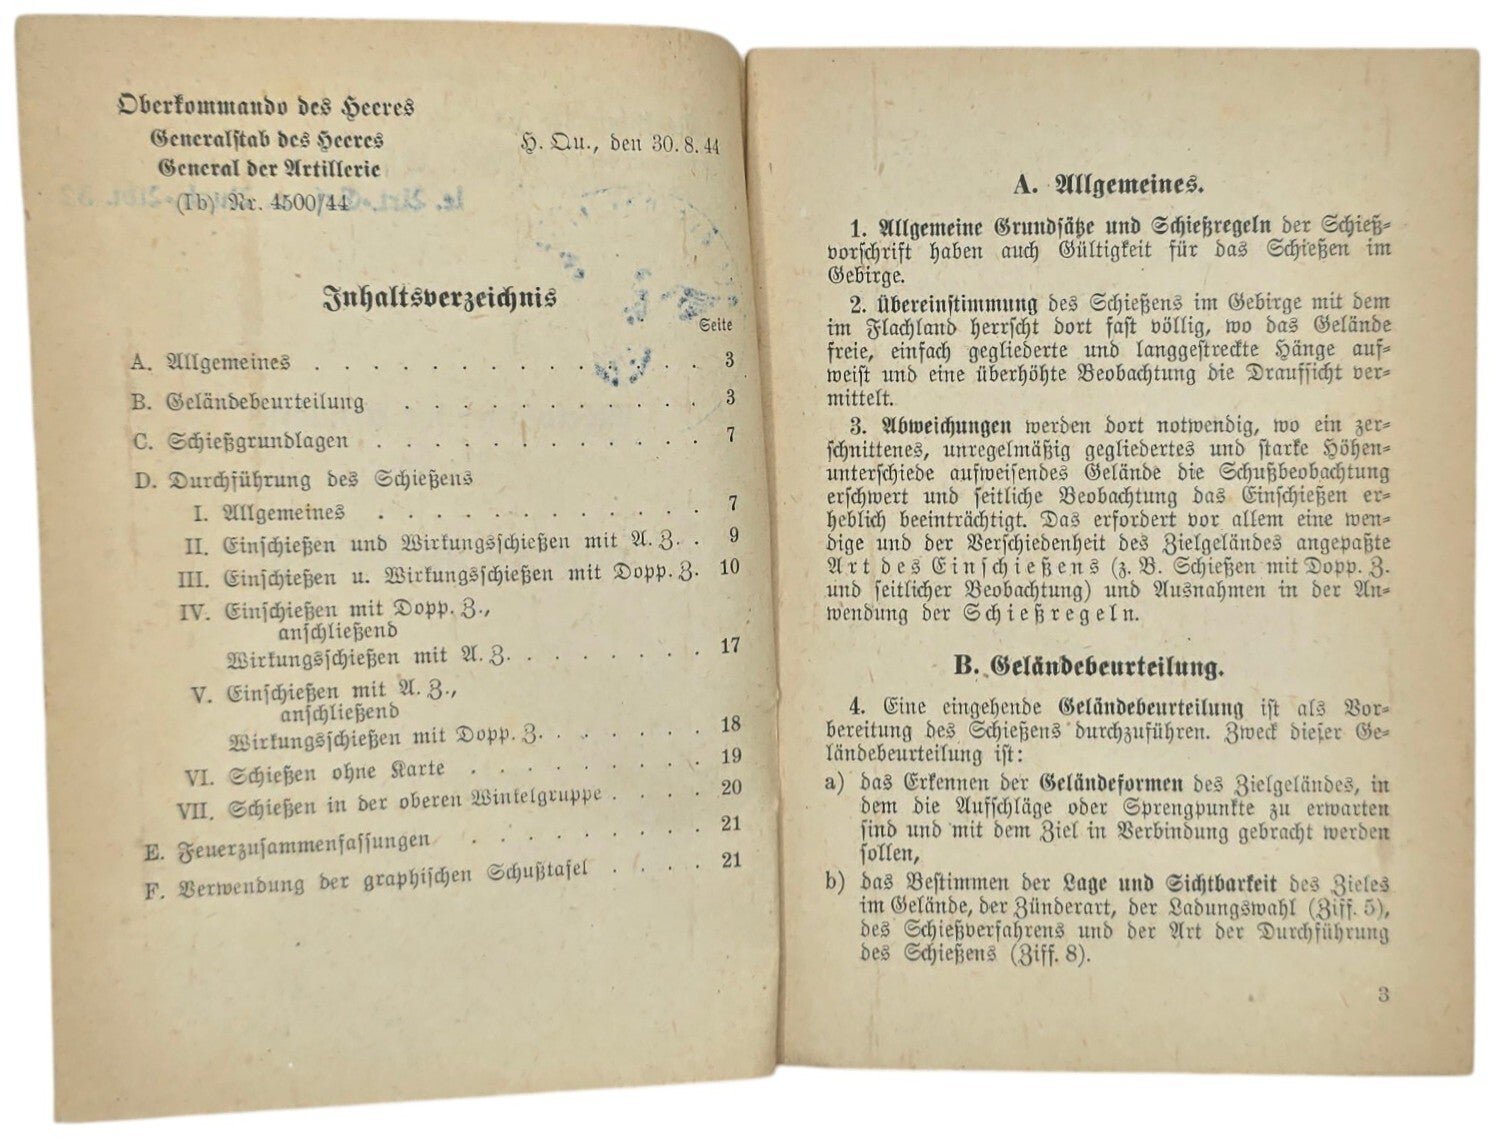 Oberkommando des Heeres
Generalstab des Heeres
General der Artillerie
(Ib) Nr. 4500/44
H. Qu., den 30. 8. 44
Inhaltsverzeichnis
Seite
A. Allgemeines . . . . . . . . . . . . . 3
B. Geländebeurteilung . . . . . . . . . . 3
C. Schießgrundlagen . . . . . . . . . . . 7
D. Durchführung des Schießens
I. Allgemeines . . . . . . . . . . . . 7
II. Einschießen und Wirkungsschießen mit A. Z. . 9
III. Einschießen u. Wirkungsschießen mit Dopp. Z. 10
IV. Einschießen mit Dopp. Z.,
anschließend
Wirkungsschießen mit A. Z. . . . . . . . 17
V. Einschießen mit A. Z.,
anschließend
Wirkungsschießen mit Dopp. Z. . . . . . . 18
VI. Schießen ohne Karte . . . . . . . . . 19
VII. Schießen in der oberen Winkelgruppe . . . . 20
E. Feuerzusammenfassungen . . . . . . . . 21
F. Verwendung der graphischen Schußtafel . . . . 21
A. Allgemeines.
1. Allgemeine Grundsätze und Schießregeln der Schieß-
vorschrift haben auch Gültigkeit für das Schießen im
Gebirge.
2. Übereinstimmung des Schießens im Gebirge mit dem
im Flachland herrscht dort fast völlig, wo das Gelände
freie, einfach gegliederte und langgestreckte Hänge auf-
weist und eine überhöhte Beobachtung die Draufsicht ver-
mittelt.
3. Abweichungen werden dort notwendig, wo ein zer-
schnittenes, unregelmäßig gegliedertes und starke Höhen-
unterschiede aufweisendes Gelände die Schußbeobachtung
erschwert und seitliche Beobachtung das Einschießen er-
heblich beeinträchtigt. Das erfordert vor allem eine wen-
dige und der Verschiedenheit des Zielgeländes angepaßte
Art des Einschießens (z. B. Schießen mit Dopp. Z.
und seitlicher Beobachtung) und Ausnahmen in der An-
wendung der Schießregeln.
B. Geländebeurteilung.
4. Eine eingehende Geländebeurteilung ist als Vor-
bereitung des Schießens durchzuführen. Zweck dieser Ge-
ländebeurteilung ist:
a) das Erkennen der Geländeformen des Zielgeländes, in
dem die Aufschläge oder Sprengpunkte zu erwarten
sind und mit dem Ziel in Verbindung gebracht werden
sollen,
b) das Bestimmen der Lage und Sichtbarkeit des Zieles
im Gelände, der Zünderart, der Ladungswahl (Ziff. 5),
des Schießverfahrens und der Art der Durchführung
des Schießens (Ziff. 8).
3